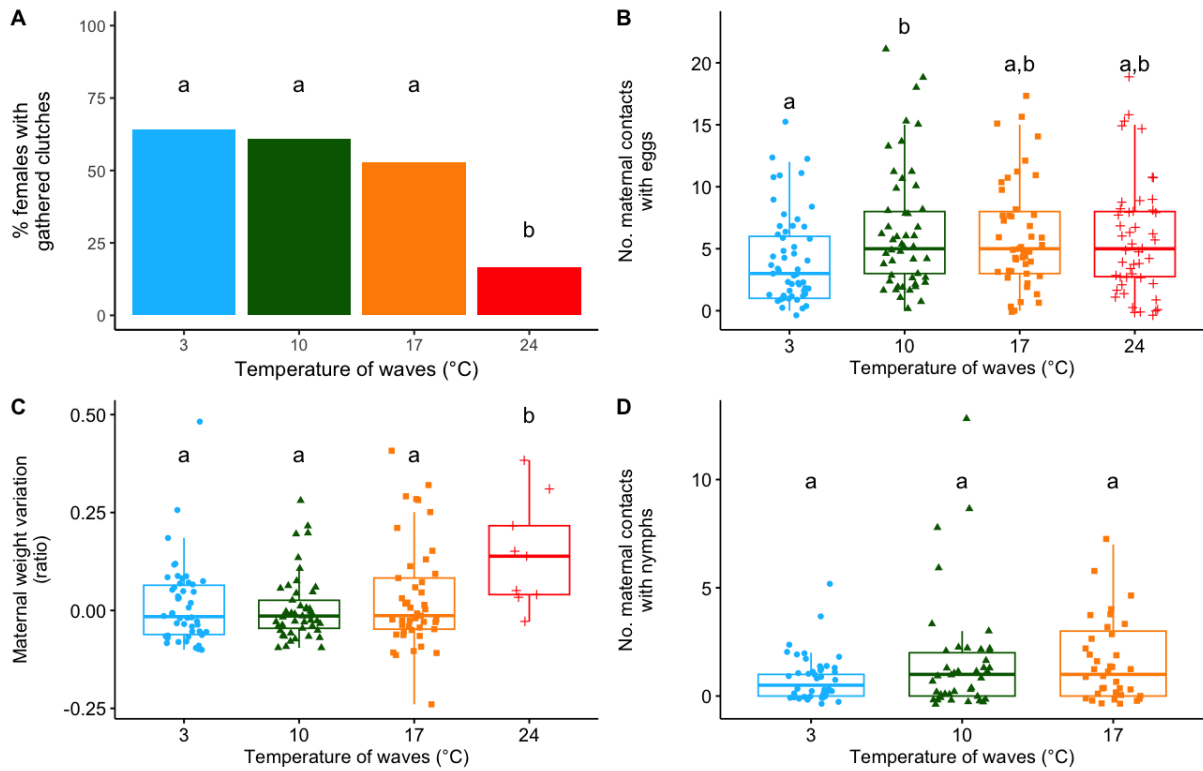 A
% females with
gathered clutches
100
75
50
25
0
a
a
a
b
3
10
17
24
Temperature of waves (°C)
B
No. maternal contacts
with eggs
20
15
10
5
0
a
b
a,b
a,b
3
10
17
24
Temperature of waves (°C)
C
Maternal weight variation
(ratio)
0.50
0.25
0.00
-0.25
a
a
a
b
3
10
17
24
Temperature of waves (°C)
D
No. maternal contacts
with nymphs
10
5
0
a
a
a
3
10
17
Temperature of waves (°C)